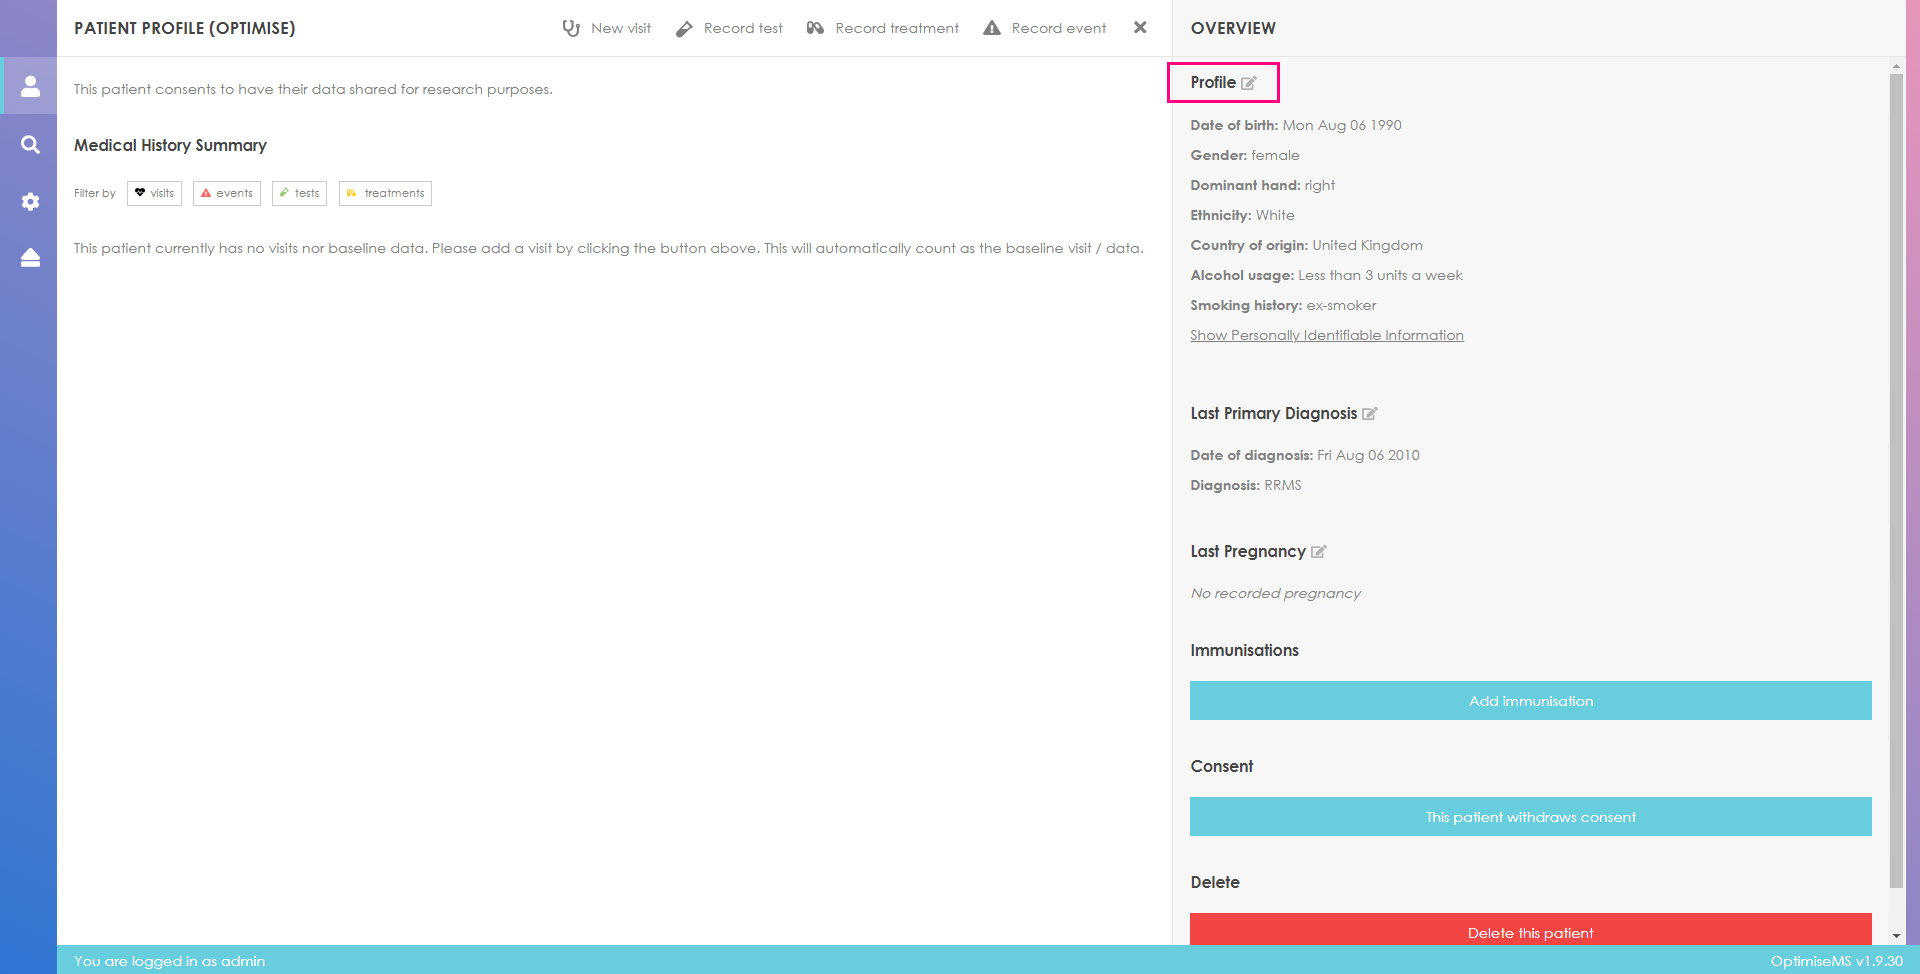 PATIENT PROFILE (OPTIMISE)
New visit
Record test
Record treatment
Record event
This patient consents to have their data shared for research purposes.
Medical History Summary
Filter by visits events tests treatments
This patient currently has no visits nor baseline data. Please add a visit by clicking the button above. This will automatically count as the baseline visit / data.
OVERVIEW
Profile
Date of birth: Mon Aug 06 1990
Gender: female
Dominant hand: right
Ethnicity: White
Country of origin: United Kingdom
Alcohol usage: Less than 3 units a week
Smoking history: ex-smoker
Show Personally Identifiable Information
Last Primary Diagnosis
Date of diagnosis: Fri Aug 06 2010
Diagnosis: RRMS
Last Pregnancy
No recorded pregnancy
Immunisations
Add immunisation
Consent
This patient withdraws consent
Delete
Delete this patient
You are logged in as admin
OptimiseMS v1.9.30